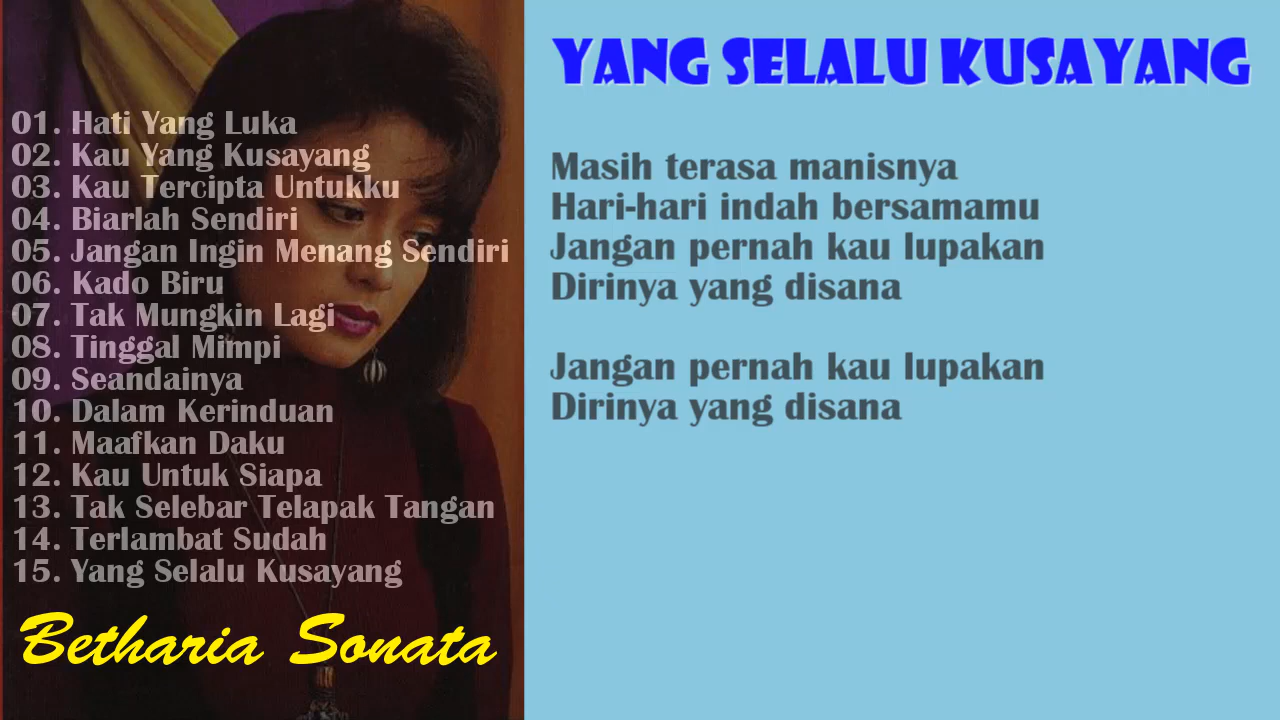 01. Hati Yang Luka
02. Kau Yang Kusayang
03. Kau Tercipta Untukku
04. Biarlah Sendiri
05. Jangan Ingin Menang Sendiri
06. Kado Biru
07. Tak Mungkin Lagi
08. Tinggal Mimpi
09. Seandainya
10. Dalam Kerinduan
11. Maafkan Daku
12. Kau Untuk Siapa
13. Tak Selebar Telapak Tangan
14. Terlambat Sudah
15. Yang Selalu Kusayang
Betharia Sonata
YANG SELALU KUSAYANG
Masih terasa manisnya
Hari-hari indah bersamamu
Jangan pernah kau lupakan
Dirinya yang disana
Jangan pernah kau lupakan
Dirinya yang disana